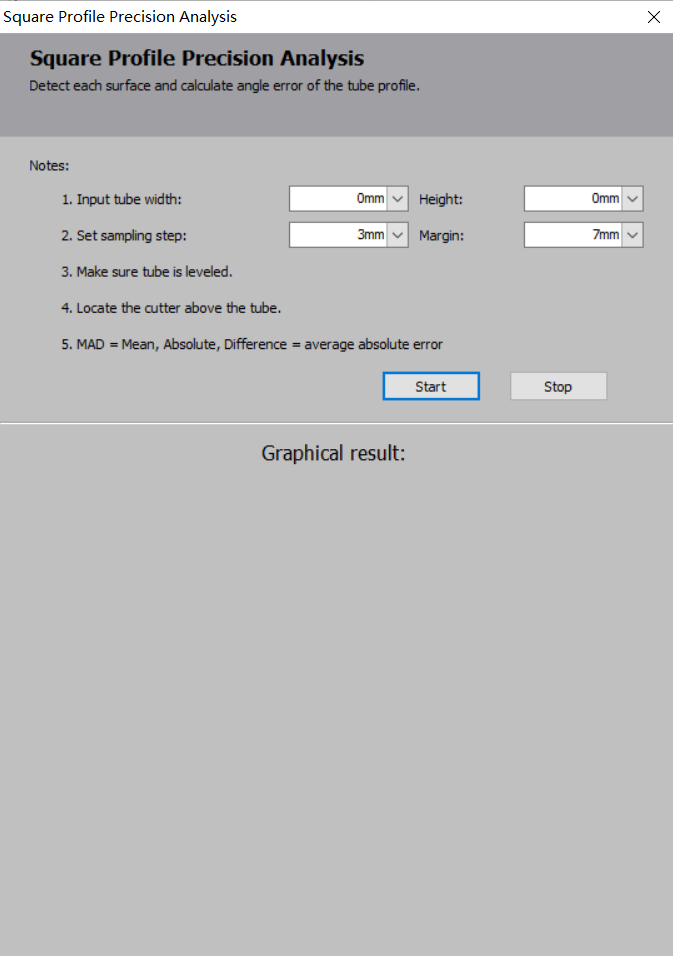 Square Profile Precision Analysis
Square Profile Precision Analysis
Detect each surface and calculate angle error of the tube profile.
Notes:
1. Input tube width: 0mm Height: 0mm
2. Set sampling step: 3mm Margin: 7mm
3. Make sure tube is leveled.
4. Locate the cutter above the tube.
5. MAD = Mean, Absolute, Difference = average absolute error
Start Stop
Graphical result: